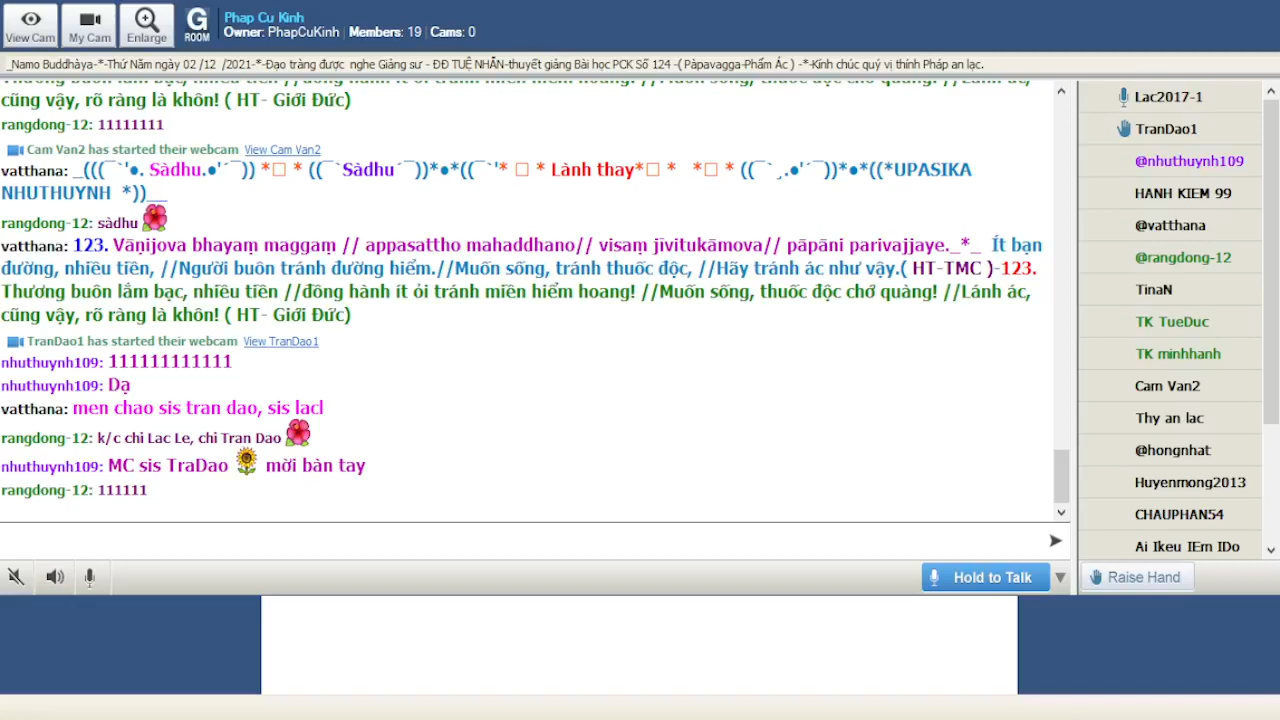 View Cam
My Cam
Enlarge
G ROOM
Phap Cu Kinh
Owner: PhapCuKinh | Members: 19 | Cams: 0
_Namo Buddhàya-*-Thứ Năm ngày 02 /12 /2021-*-Đạo tràng được nghe Giảng sư - ĐĐ TUỆ NHẪN-thuyết giảng Bài học PCK Số 124 -( Pàpavagga-Phẩm Ác ) -*-Kính chúc quý vị thính Pháp an lạc.
cũng vậy, rõ ràng là khôn! ( HT- Giới Đức)
rangdong-12: 11111111
Cam Van2 has started their webcam View Cam Van2
vatthana: _(((¯`'•. Sàdhu.•'´¯)) *□ * ((¯`Sàdhu´¯))*•*((¯`'* □ * Lành thay*□ * *□ * ((¯`¸.•'´¯))*•*((*UPASIKA
NHUTHUYNH *))__
rangdong-12: sàdhu
vatthana: 123. Vāṇijova bhayaṃ maggaṃ // appasattho mahaddhano// visaṃ jīvitukāmova// pāpāni parivajjaye._*_ Ít bạn
đường, nhiều tiền, //Người buôn tránh đường hiểm.//Muốn sống, tránh thuốc độc, //Hãy tránh ác như vậy.( HT-TMC )-123.
Thương buôn lắm bạc, nhiều tiền //đồng hành ít ỏi tránh miền hiểm hoang! //Muốn sống, thuốc độc chớ quàng! //Lánh ác,
cũng vậy, rõ ràng là khôn! ( HT- Giới Đức)
TranDao1 has started their webcam View TranDao1
nhuthuynh109: 111111111111
nhuthuynh109: Dạ
vatthana: men chao sis tran dao, sis lacl
rangdong-12: k/c chi Lac Le, chi Tran Dao
nhuthuynh109: MC sis TraDao mời bàn tay
rangdong-12: 111111
Hold to Talk
Lac2017-1
TranDao1
@nhuthuynh109
HANH KIEM 99
@vatthana
@rangdong-12
TinaN
TK TueDuc
TK minhhanh
Cam Van2
Thy an lac
@hongnhat
Huyenmong2013
CHAUPHAN54
Ai Ikeu IEm IDo
Raise Hand